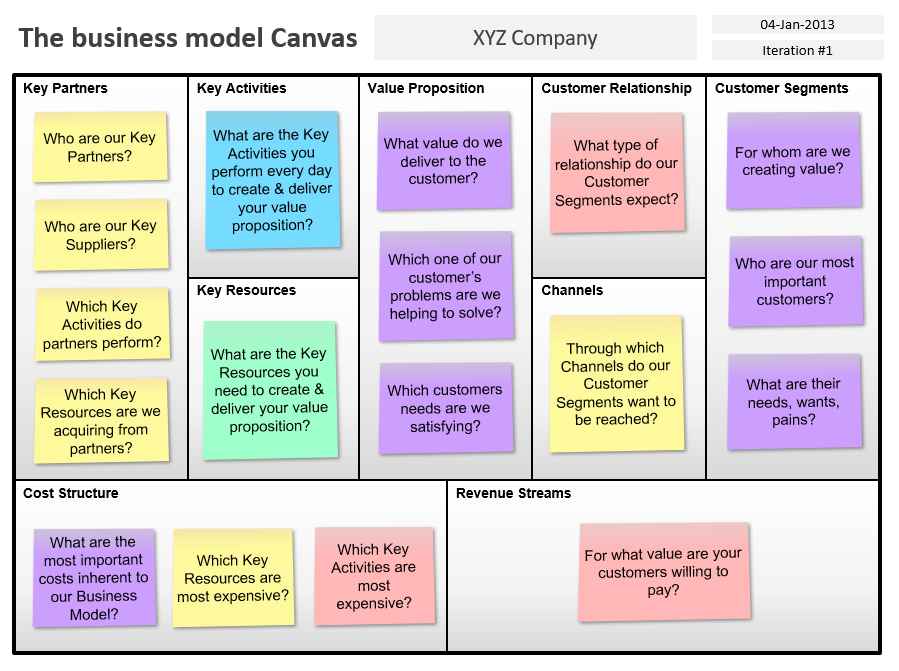 The business model Canvas
XYZ Company
04-Jan-2013
Iteration #1
Key Partners
Who are our Key
Partners?
Who are our Key
Suppliers?
Which Key
Activities do
partners perform?
Which Key
Resources are we
acquiring from
partners?
Key Activities
What are the Key
Activities you
perform every day
to create & deliver
your value
proposition?
Key Resources
What are the Key
Resources you
need to create &
deliver your value
proposition?
Value Proposition
What value do we
deliver to the
customer?
Which one of our
customer's
problems are we
helping to solve?
Which customers
needs are we
satisfying?
Customer Relationship
What type of
relationship do our
Customer
Segments expect?
Channels
Through which
Channels do our
Customer
Segments want to
be reached?
Customer Segments
For whom are we
creating value?
Who are our most
important
customers?
What are their
needs, wants,
pains?
Cost Structure
What are the
most important
costs inherent to
our Business
Model?
Which Key
Resources are
most expensive?
Which Key
Activities are
most
expensive?
Revenue Streams
For what value are your
customers willing to
pay?